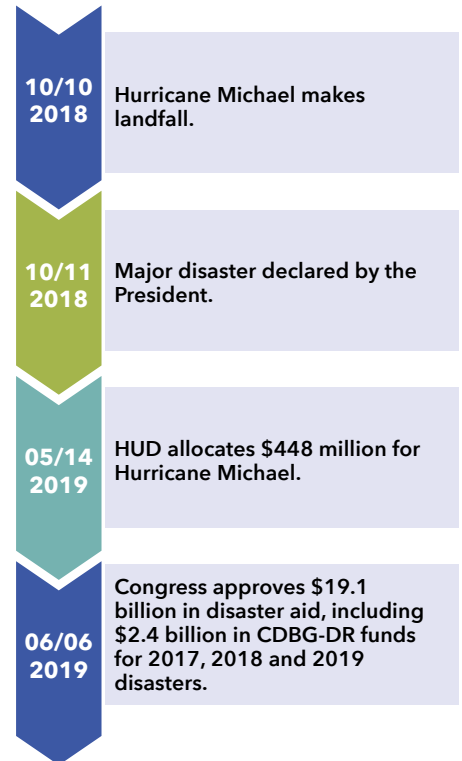 10/10
2018
Hurricane Michael makes
landfall.
10/11
2018
Major disaster declared by the
President.
05/14
2019
HUD allocates $448 million for
Hurricane Michael.
06/06
2019
Congress approves $19.1
billion in disaster aid, including
$2.4 billion in CDBG-DR funds
for 2017, 2018 and 2019
disasters.